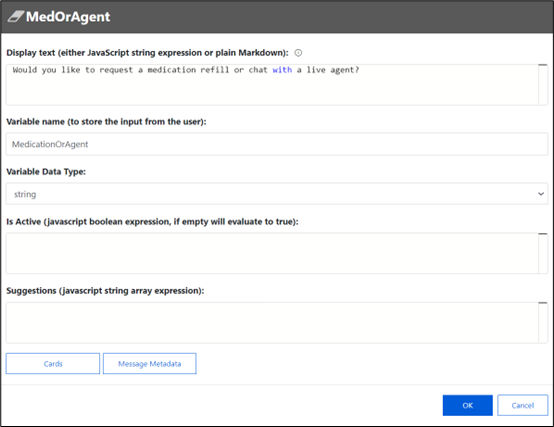 MedOrAgent
Display text (either JavaScript string expression or plain Markdown):
Would you like to request a medication refill or chat with a live agent?
Variable name (to store the input from the user):
MedicationOrAgent
Variable Data Type:
string
Is Active (javascript boolean expression, if empty will evaluate to true):
Suggestions (javascript string array expression):
Cards Message Metadata
OK Cancel